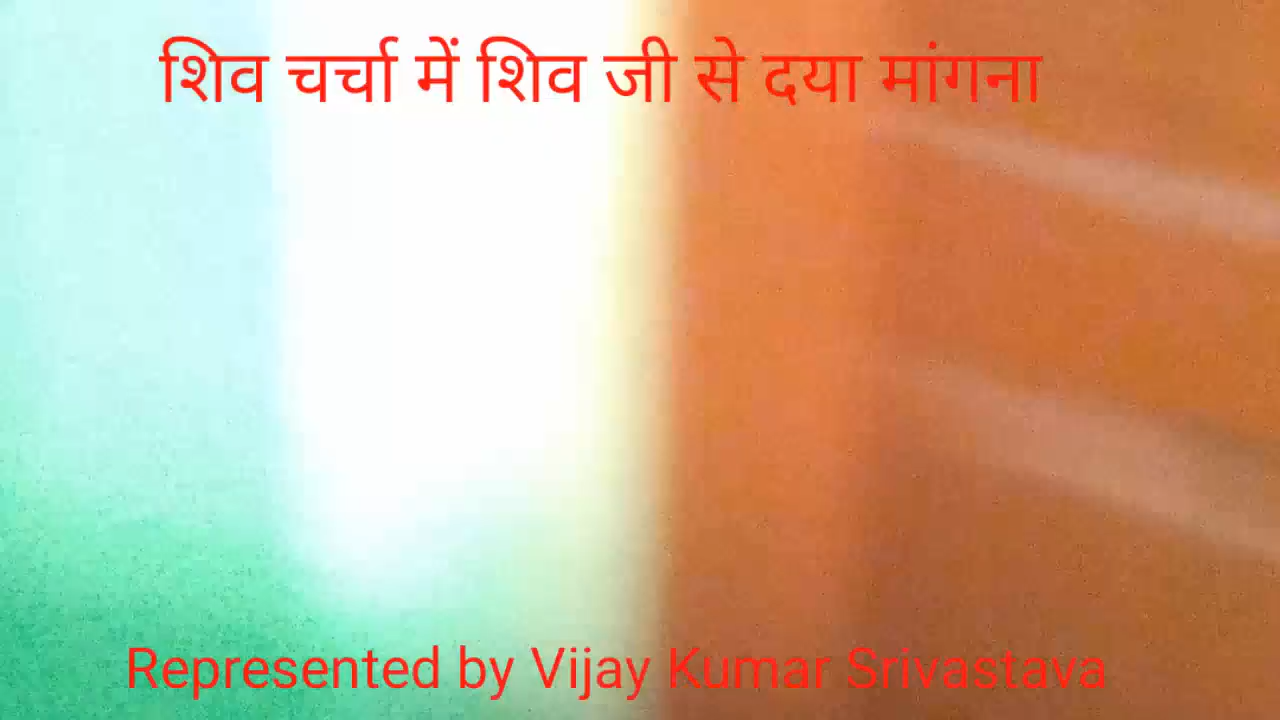 शिव चर्चा में शिव जी से दया मांगना
Represented by Vijay Kumar Srivastava